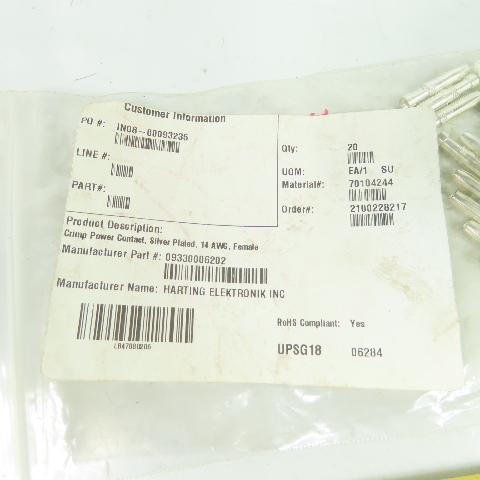 Customer Information
PO #: IN08--00093235
LINE #:
PART#:
Qty: 20
UOM: EA/1 SU
Material#: 70104244
Order#: 2100228217
Product Description:
Crimp Power Contact, Silver Plated, 14 AWG, Female
Manufacturer Part #: 09330006202
Manufacturer Name: HARTING ELEKTRONIK INC
RoHS Compliant: Yes
UPSG18 06284